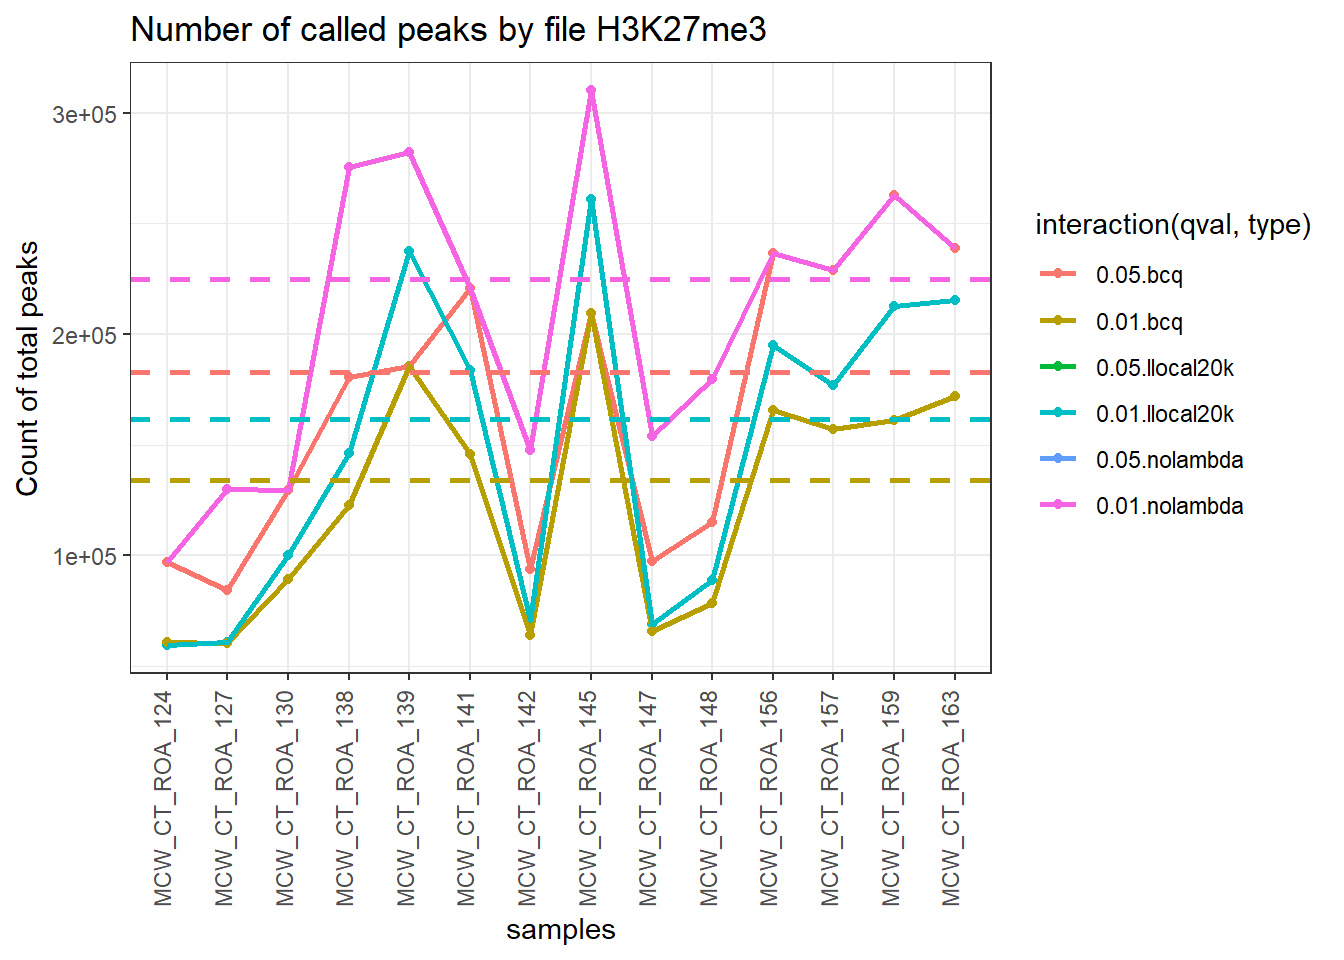 Number of called peaks by file H3K27me3
Count of total peaks
3e+05
2e+05
1e+05
MCW_CT_ROA_124
MCW_CT_ROA_127
MCW_CT_ROA_130
MCW_CT_ROA_138
MCW_CT_ROA_139
MCW_CT_ROA_141
MCW_CT_ROA_142
MCW_CT_ROA_145
MCW_CT_ROA_147
MCW_CT_ROA_148
MCW_CT_ROA_156
MCW_CT_ROA_157
MCW_CT_ROA_159
MCW_CT_ROA_163
samples
interaction(qval, type)
0.05.bcq
0.01.bcq
0.05.llocal20k
0.01.llocal20k
0.05.nolambda
0.01.nolambda